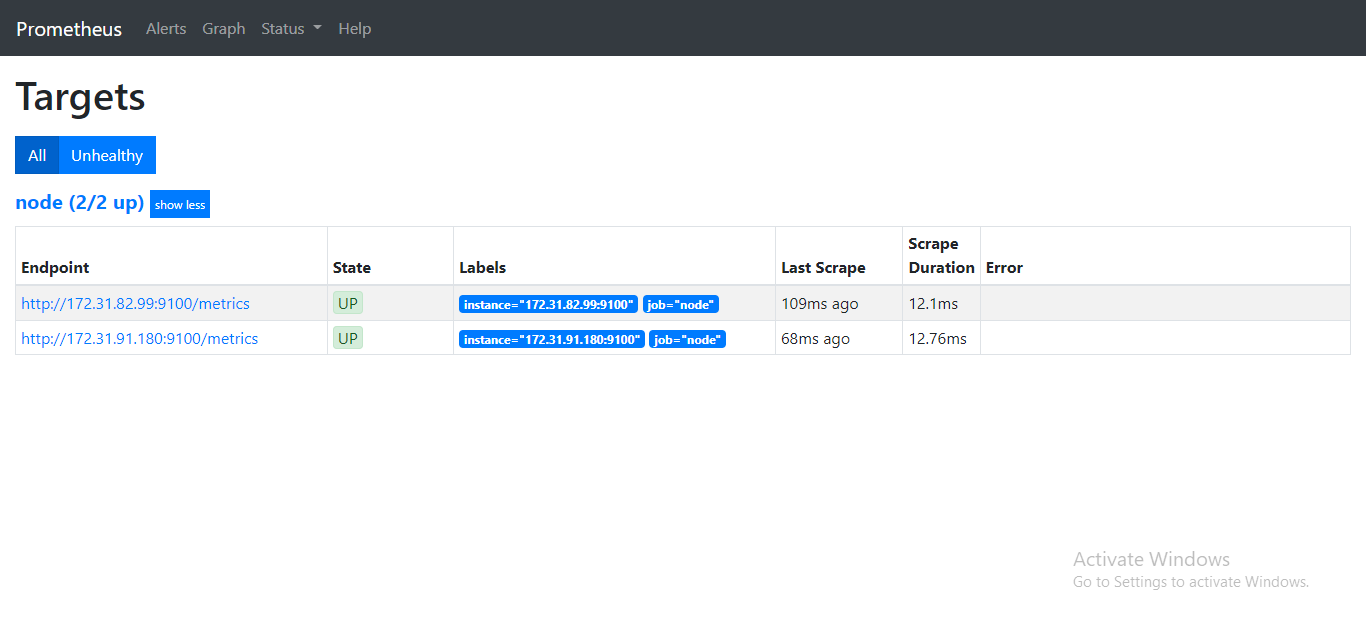 Prometheus Alerts Graph Status Help
Targets
All Unhealthy
node (2/2 up) show less
Endpoint State Labels Last Scrape Scrape Duration Error
http://172.31.82.99:9100/metrics UP instance="172.31.82.99:9100" job="node" 109ms ago 12.1ms
http://172.31.91.180:9100/metrics UP instance="172.31.91.180:9100" job="node" 68ms ago 12.76ms
Activate Windows
Go to Settings to activate Windows.